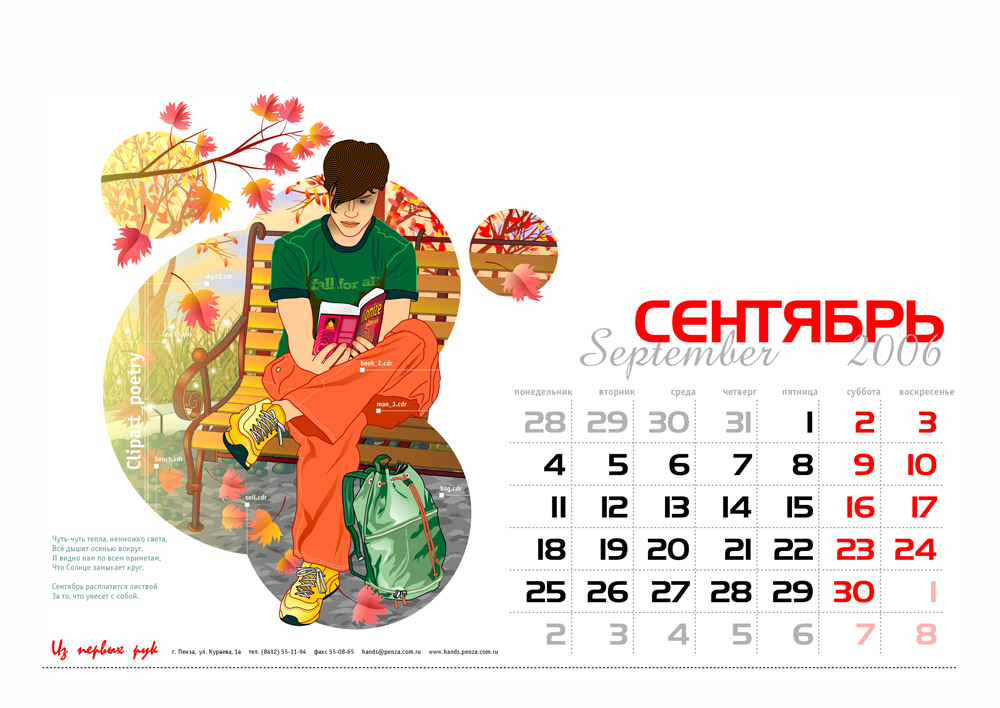 sky22.cdr
fall for art
onize
book_2.cdr
man_3.cdr
Clipart_poetry
bench.cdr
bag.cdr
soil.cdr
Чуть-чуть тепла, немножко света,
Всё дышит осенью вокруг.
И видно нам по всем приметам,
Что Солнце замыкает круг.
Сентябрь расплатится листвой
За то, что унесет с собой.
СЕНТЯБРЬ
September 2006
понедельник вторник среда четверг пятница суббота воскресенье
28 29 30 31 1 2 3
4 5 6 7 8 9 10
11 12 13 14 15 16 17
18 19 20 21 22 23 24
25 26 27 28 29 30 1
2 3 4 5 6 7 8
Из первых рук г. Пенза, ул. Кураева, 1а тел. (8412) 55-11-94 факс 55-08-65 hands@penza.com.ru www.hands.penza.com.ru